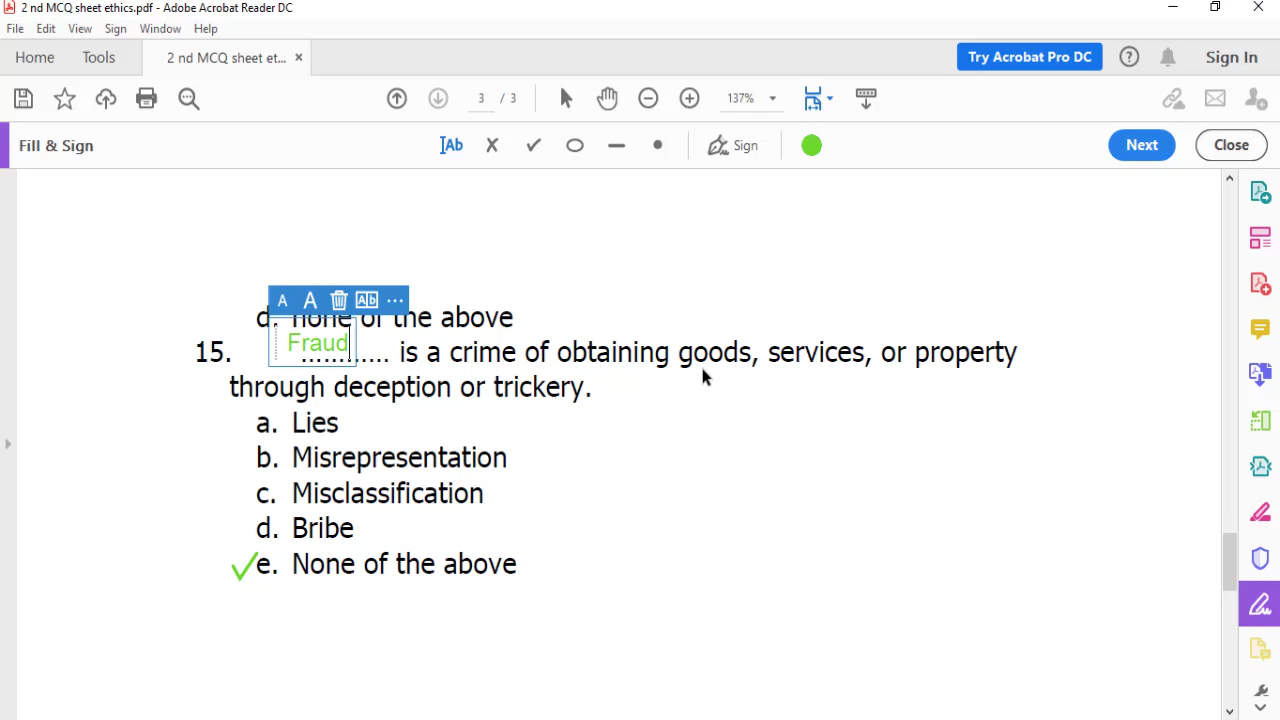 2 nd MCQ sheet ethics.pdf - Adobe Acrobat Reader DC
File Edit View Sign Window Help
Home Tools 2 nd MCQ sheet et... × Try Acrobat Pro DC Sign In
3 / 3 137%
Fill & Sign Ab Sign Next Close
A A Ab ...
d. none of the above
Fraud
15. ............ is a crime of obtaining goods, services, or property
through deception or trickery.
a. Lies
b. Misrepresentation
c. Misclassification
d. Bribe
e. None of the above